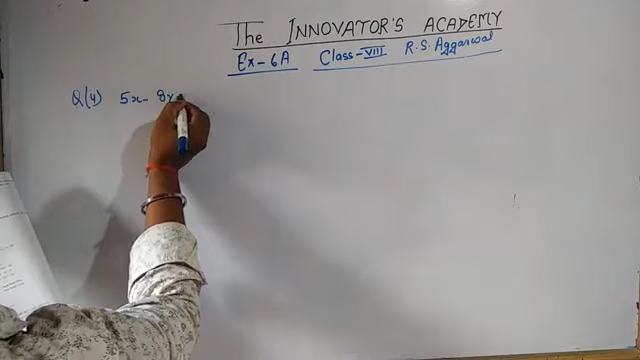 The INNOVATOR'S ACADEMY
Ex-6A Class-VIII R.S. Aggarwal
Q(4) 5x - 8y